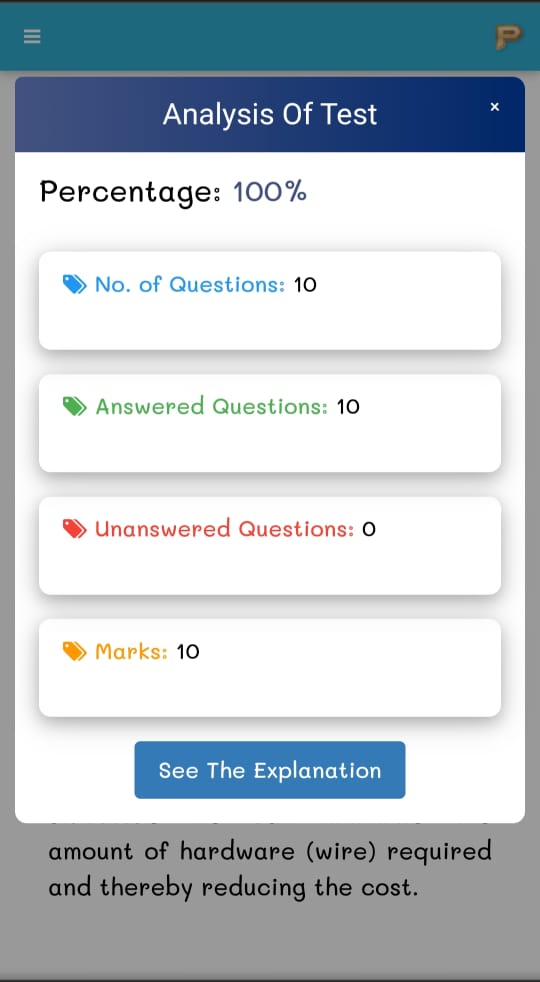 Analysis Of Test
×
Percentage: 100%
No. of Questions: 10
Answered Questions: 10
Unanswered Questions: 0
Marks: 10
See The Explanation
amount of hardware (wire) required
and thereby reducing the cost.